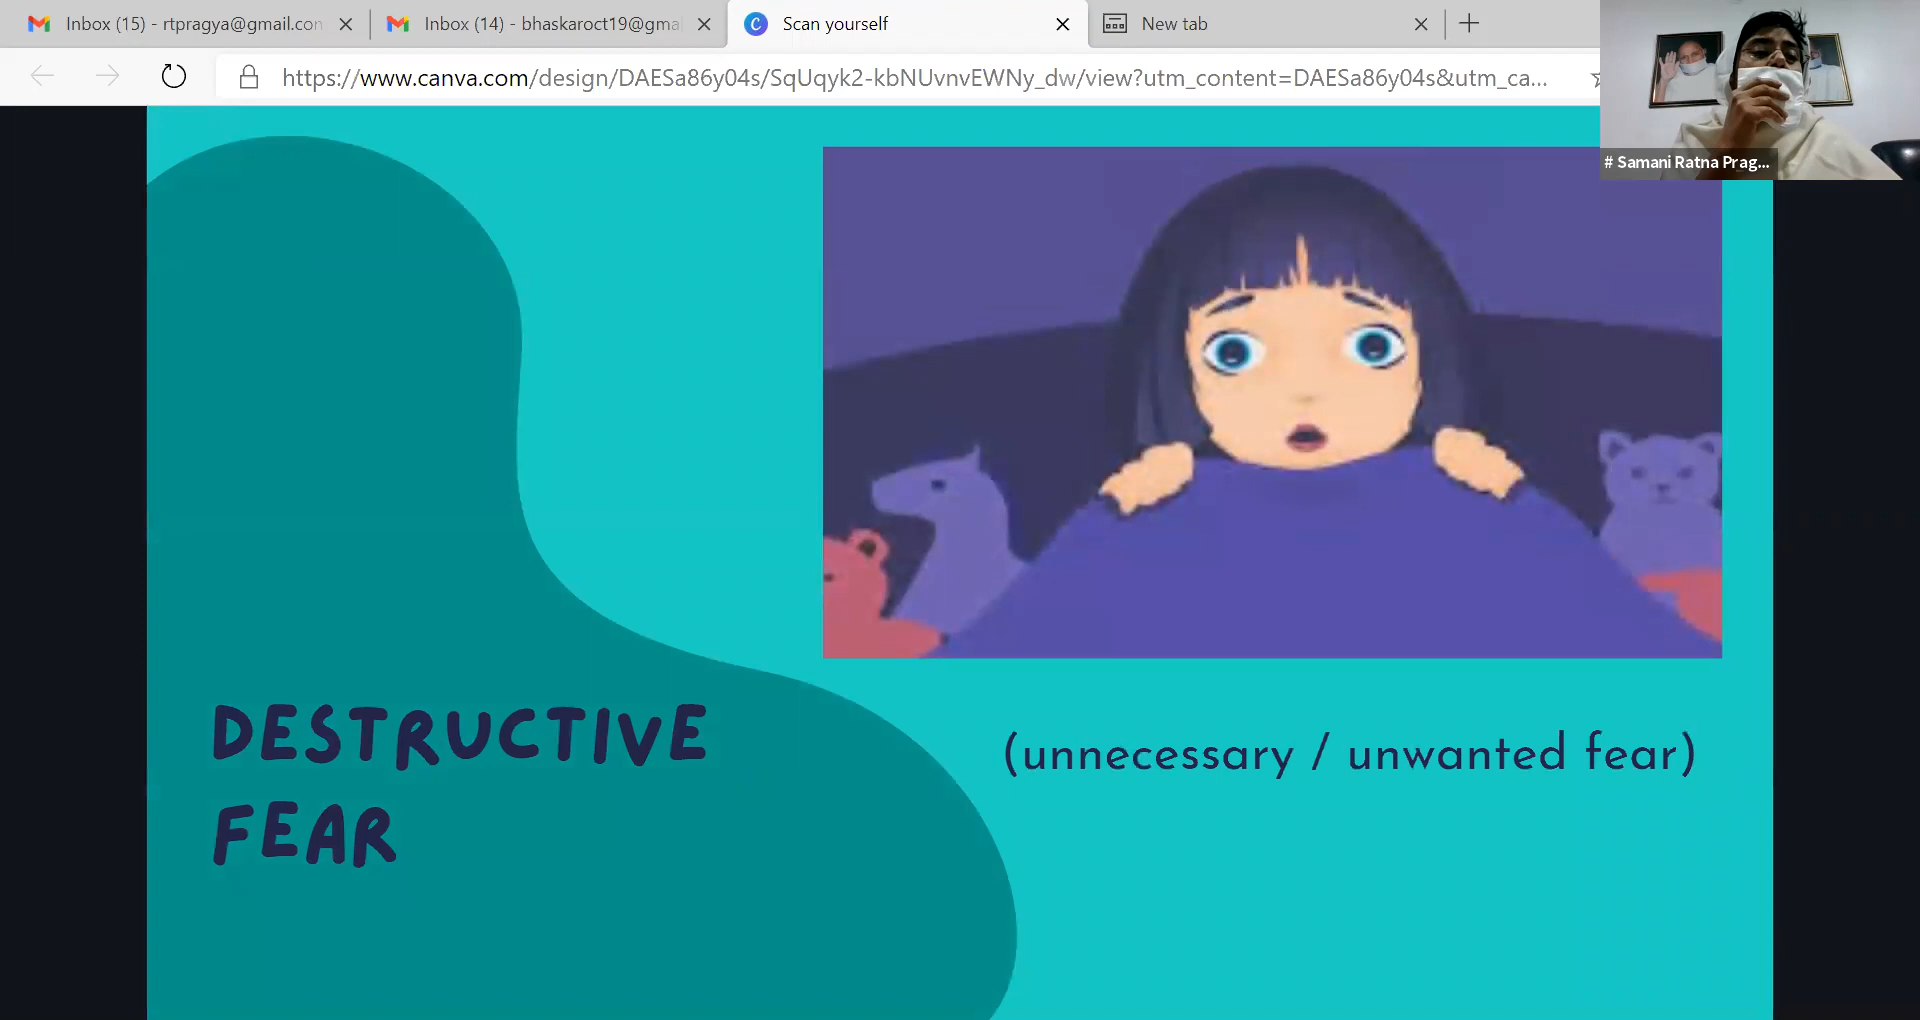 Inbox (15) - rtpragya@gmail.con
Inbox (14) - bhaskaroct19@gma
Scan yourself
New tab
https://www.canva.com/design/DAESa86y04s/SqUqyk2-kbNUvnvEWNy_dw/view?utm_content=DAESa86y04s&utm_ca...
# Samani Ratna Prag...
DESTRUCTIVE
FEAR
(unnecessary / unwanted fear)